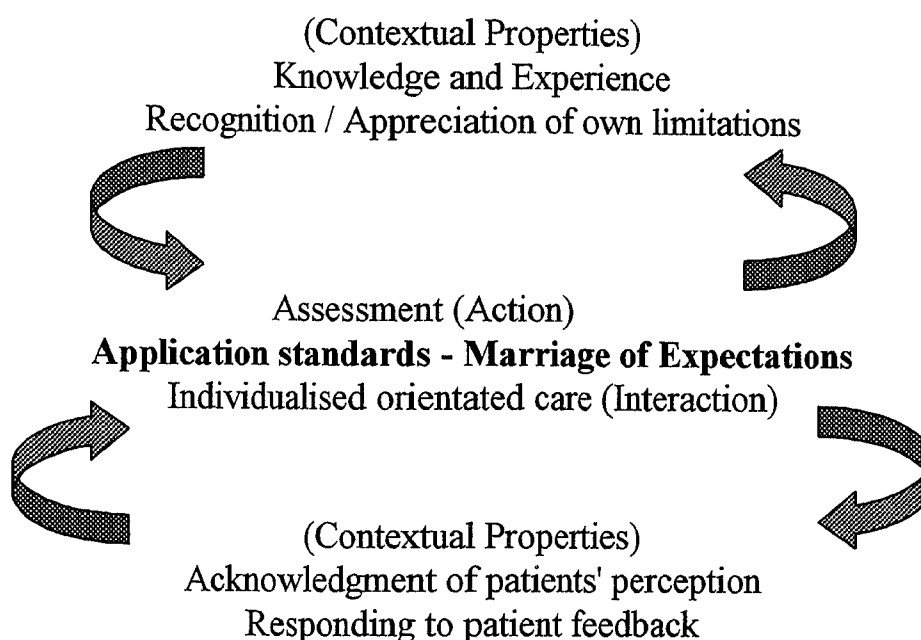 (Contextual Properties)
Knowledge and Experience
Recognition / Appreciation of own limitations
Assessment (Action)
Application standards - Marriage of Expectations
Individualised orientated care (Interaction)
(Contextual Properties)
Acknowledgment of patients' perception
Responding to patient feedback